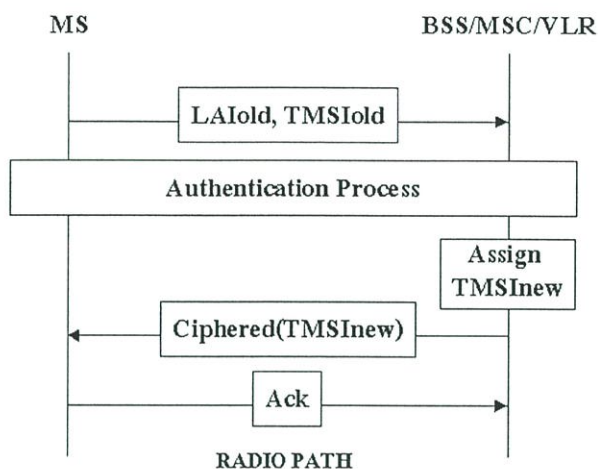 MS
BSS/MSC/VLR
LAIold, TMSIold
Authentication Process
Assign
TMSInew
Ciphered(TMSInew)
Ack
RADIO PATH